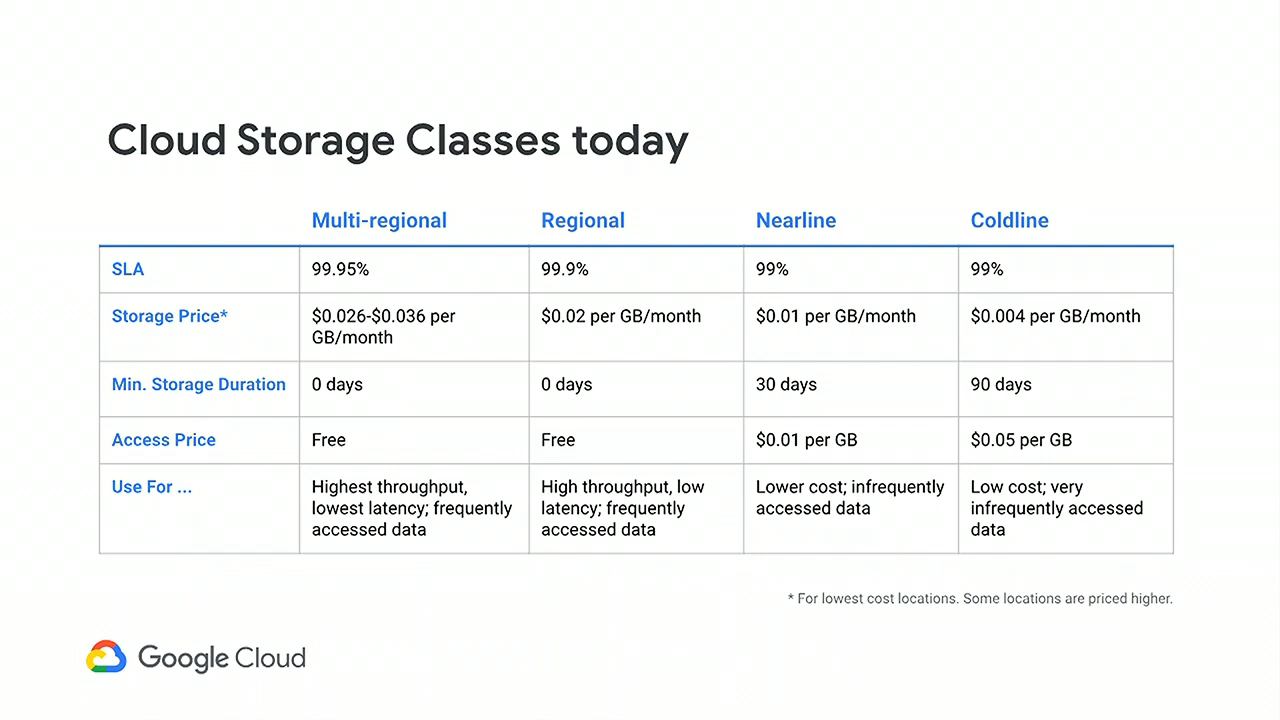 Cloud Storage Classes today
Multi-regional Regional Nearline Coldline
SLA 99.95% 99.9% 99% 99%
Storage Price* $0.026-$0.036 per GB/month $0.02 per GB/month $0.01 per GB/month $0.004 per GB/month
Min. Storage Duration 0 days 0 days 30 days 90 days
Access Price Free Free $0.01 per GB $0.05 per GB
Use For ... Highest throughput, lowest latency; frequently accessed data High throughput, low latency; frequently accessed data Lower cost; infrequently accessed data Low cost; very infrequently accessed data
* For lowest cost locations. Some locations are priced higher.
Google Cloud